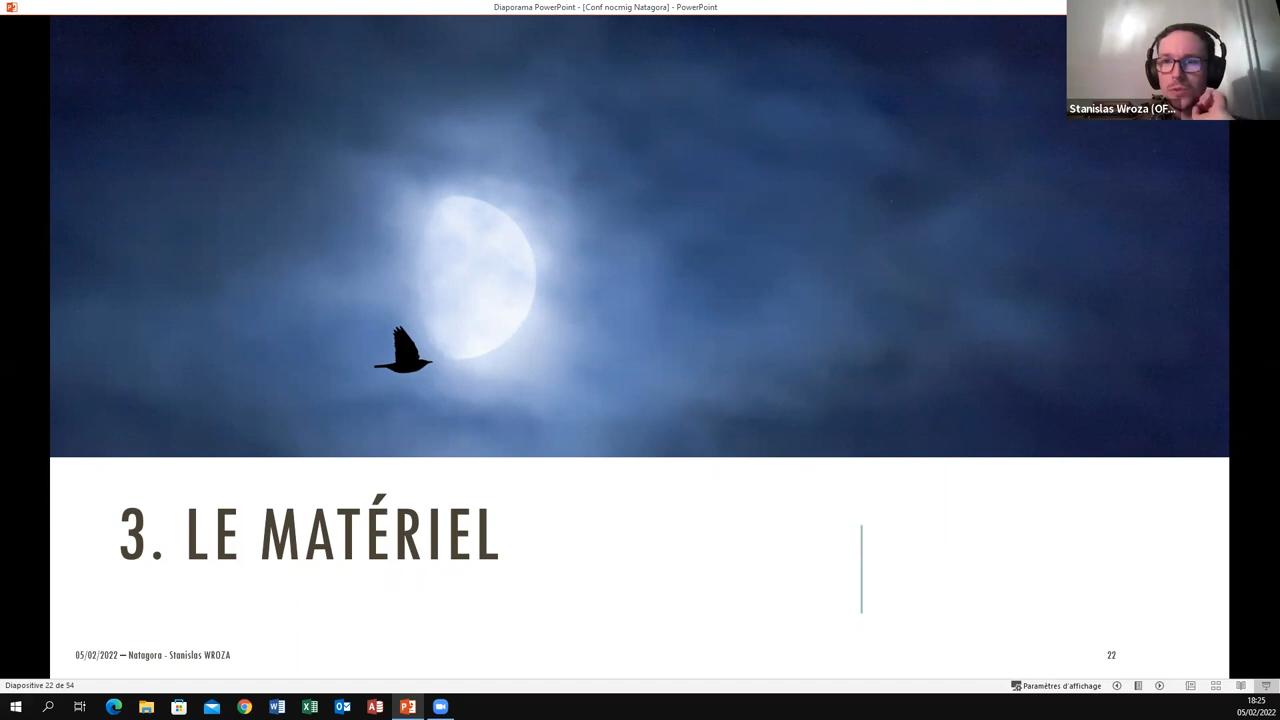 Diaporama PowerPoint - [Conf nocmig Natagora] - PowerPoint
Stanislas Wroza (OF...
3. LE MATÉRIEL
05/02/2022 – Natagora - Stanislas WROZA
22
Diapositive 22 de 54
Paramètres d'affichage
18:25
05/02/2022